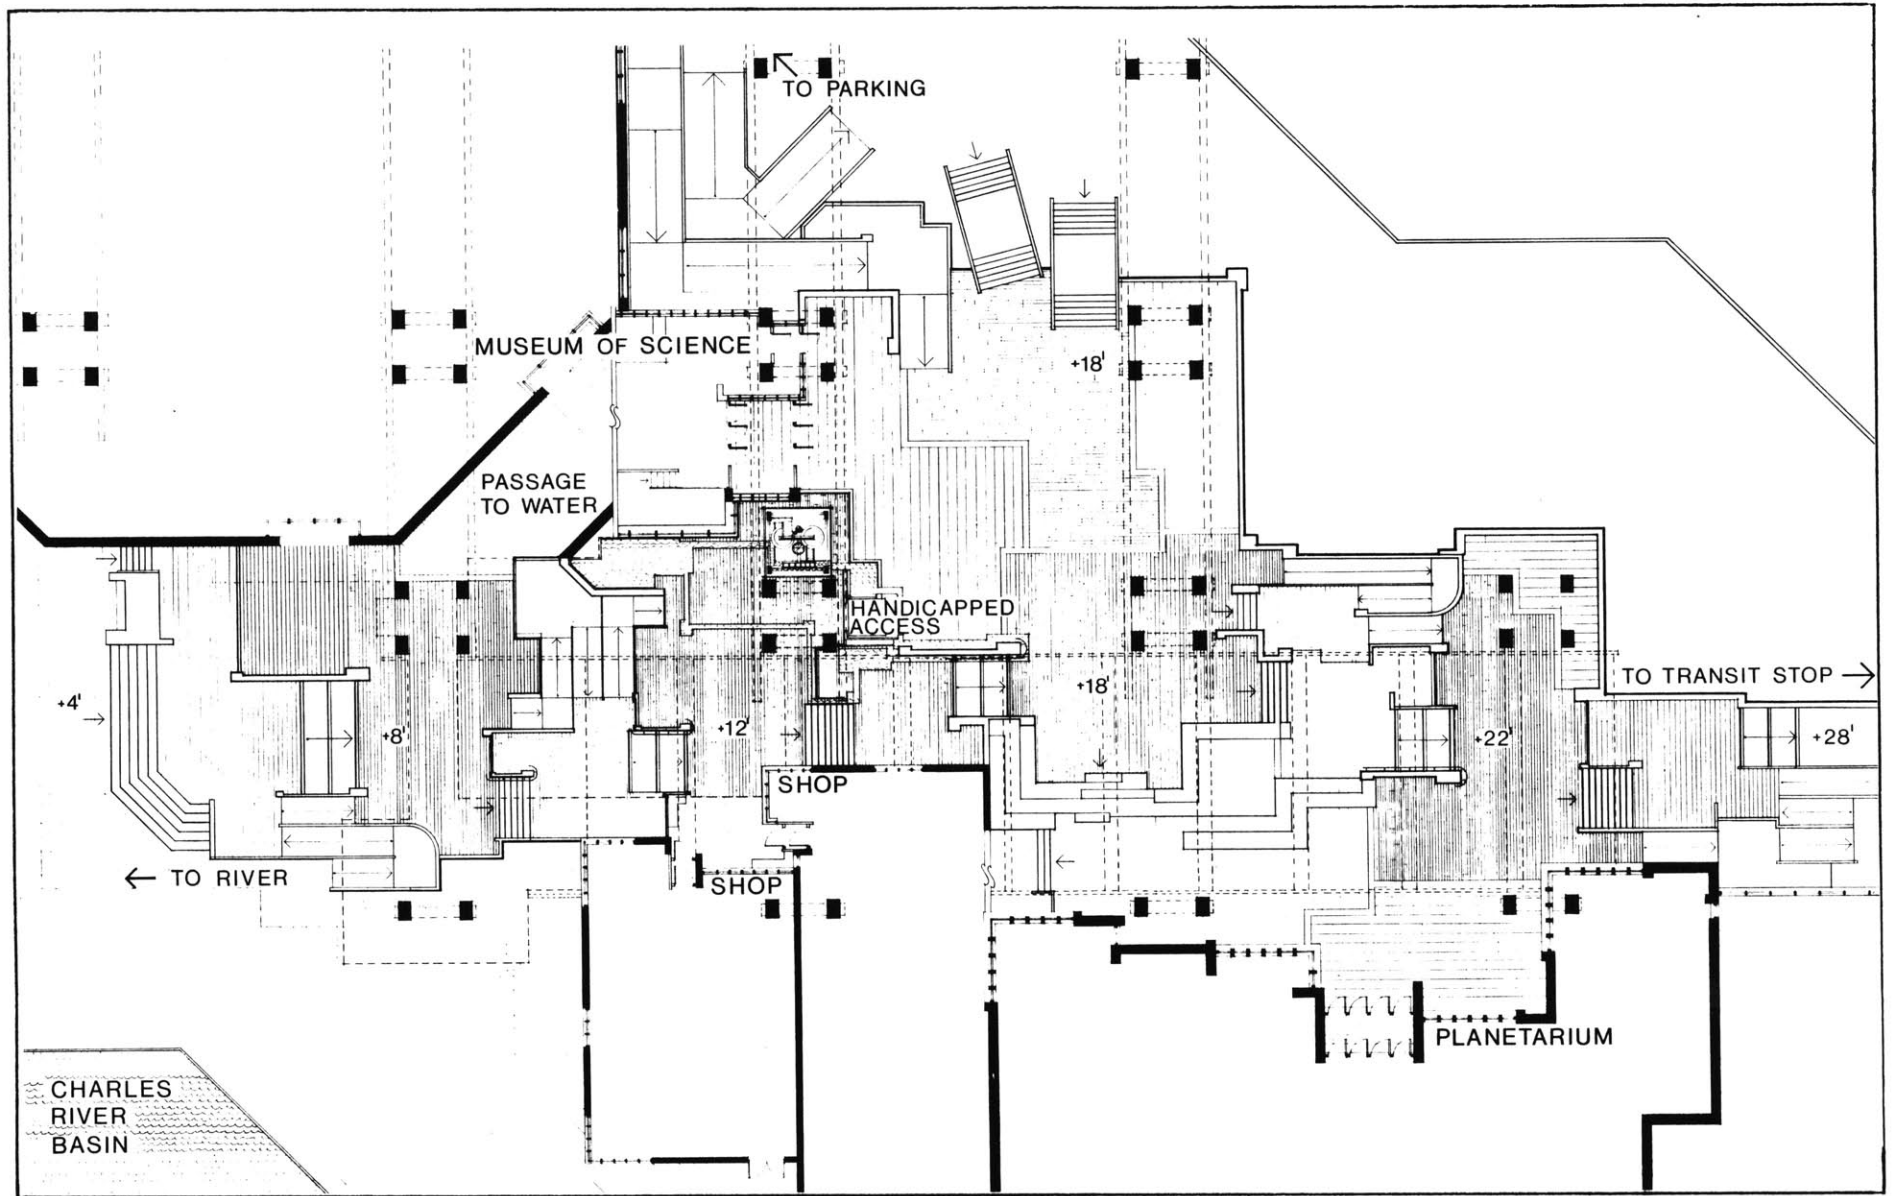 TO PARKING
MUSEUM OF SCIENCE
+18'
PASSAGE
TO WATER
HANDICAPPED
ACCESS
TO TRANSIT STOP
+4'
+8'
+12'
+18'
+22'
+28'
SHOP
SHOP
TO RIVER
PLANETARIUM
CHARLES
RIVER
BASIN